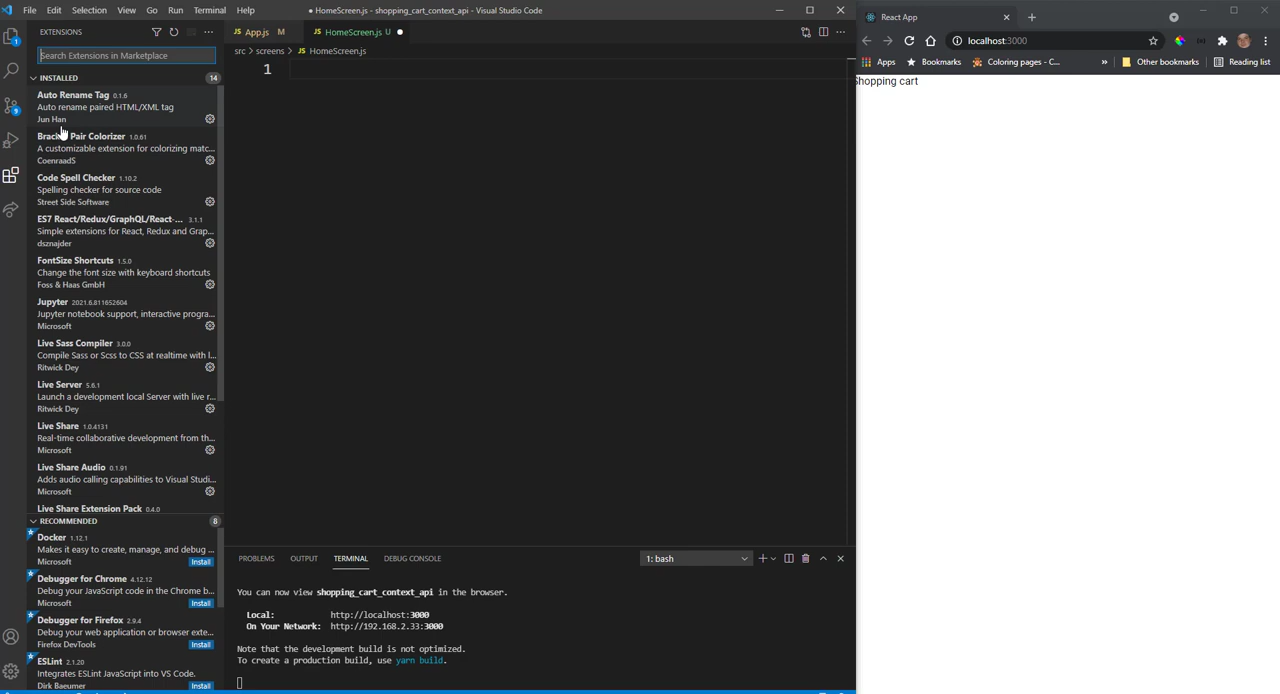 File Edit Selection View Go Run Terminal Help
● HomeScreen.js - shopping_cart_context_api - Visual Studio Code
EXTENSIONS
Search Extensions in Marketplace
INSTALLED 14
Auto Rename Tag 0.1.6
Auto rename paired HTML/XML tag
Jun Han
Pair Colorizer 1.0.61
A customizable extension for colorizing matc...
CoenraadS
Code Spell Checker 1.10.2
Spelling checker for source code
Street Side Software
ES7 React/Redux/GraphQL/React-... 3.1.1
Simple extensions for React, Redux and Grap...
dsznajder
FontSize Shortcuts 1.5.0
Change the font size with keyboard shortcuts
Foss & Haas GmbH
Jupyter 2021.6.811652604
Jupyter notebook support, interactive progra...
Microsoft
Live Sass Compiler 3.0.0
Compile Sass or Scss to CSS at realtime with l...
Ritwick Dey
Live Server 5.6.1
Launch a development local Server with live r...
Ritwick Dey
Live Share 1.0.4131
Real-time collaborative development from th...
Microsoft
Live Share Audio 0.1.91
Adds audio calling capabilities to Visual Studi...
Microsoft
Live Share Extension Pack 0.4.0
RECOMMENDED 8
Docker 1.12.1
Makes it easy to create, manage, and debug ...
Microsoft Install
Debugger for Chrome 4.12.12
Debug your JavaScript code in the Chrome b...
Microsoft Install
Debugger for Firefox 2.9.4
Debug your web application or browser exte...
Firefox DevTools Install
ESLint 2.1.20
Integrates ESLint JavaScript into VS Code.
Dirk Baeumer Install
JS App.js M JS HomeScreen.js U ●
src > screens > JS HomeScreen.js
1
PROBLEMS OUTPUT TERMINAL DEBUG CONSOLE 1: bash
You can now view shopping_cart_context_api in the browser.
Local: http://localhost:3000
On Your Network: http://192.168.2.33:3000
Note that the development build is not optimized.
To create a production build, use yarn build.
React App
localhost:3000
Apps Bookmarks Coloring pages - C... » Other bookmarks Reading list
Shopping cart